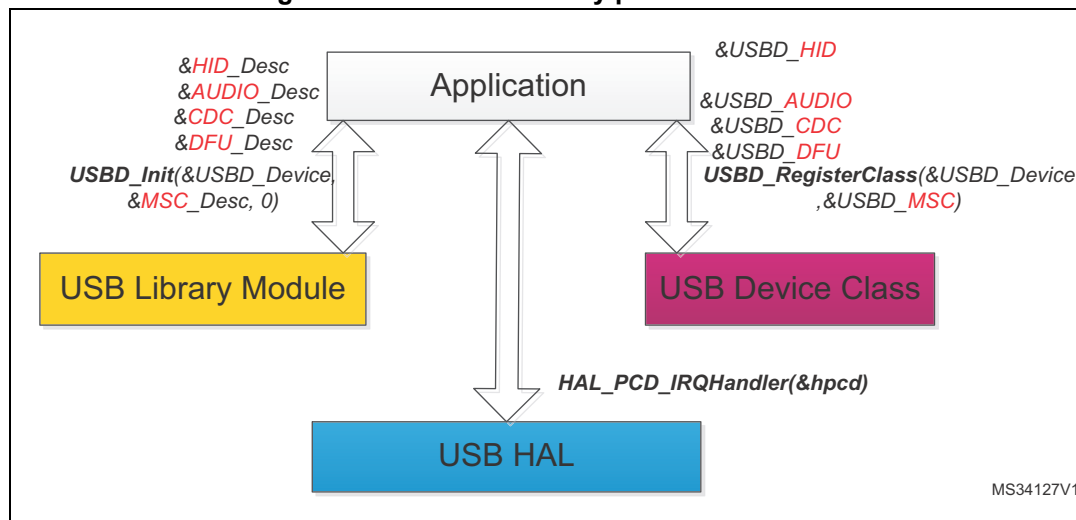 &HID_Desc
&AUDIO_Desc
&CDC_Desc
&DFU_Desc
USBD_Init(&USBD_Device,
&MSC_Desc, 0)
Application
&USBD_HID
&USBD_AUDIO
&USBD_CDC
&USBD_DFU
USBD_RegisterClass(&USBD_Device
,&USBD_MSC)
USB Library Module
USB Device Class
HAL_PCD_IRQHandler(&hpcd)
USB HAL
MS34127V1